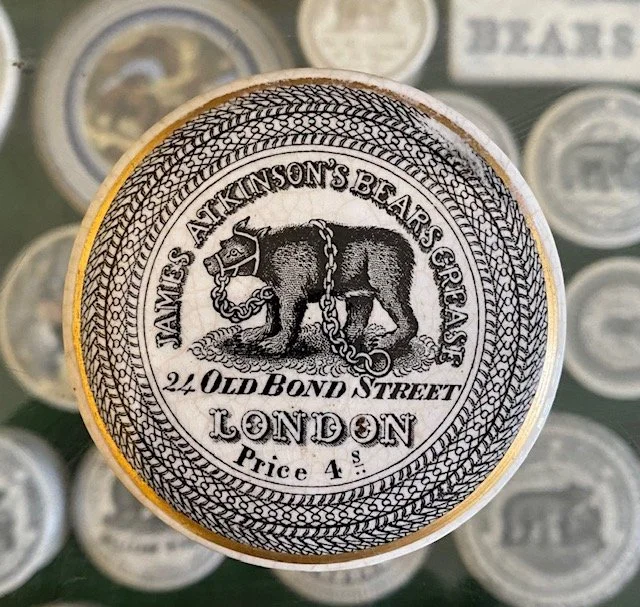 JAMES ATKINSON'S BEARS GREASE
24 OLD BOND STREET
LONDON
Price 4s
BEARS